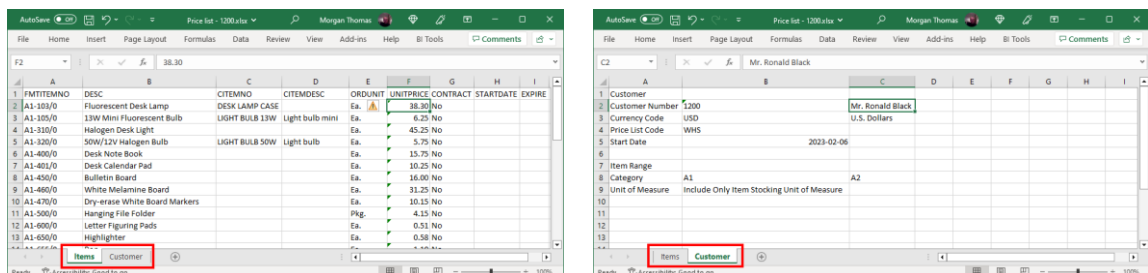 AutoSave Off Price list - 1200.xlsx Morgan Thomas
File Home Insert Page Layout Formulas Data Review View Add-ins Help BI Tools Comments
F2 fx 38.30
A B C D E F G H I
1 FMTITEMNO DESC CITEMNO CITEMDESC ORDUNIT UNITPRICE CONTRACT STARTDATE EXPIRE
2 A1-103/0 Fluorescent Desk Lamp DESK LAMP CASE Ea. 38.30 No
3 A1-105/0 13W Mini Fluorescent Bulb LIGHT BULB 13W Light bulb mini Ea. 6.25 No
4 A1-310/0 Halogen Desk Light Ea. 45.25 No
5 A1-320/0 50W/12V Halogen Bulb LIGHT BULB 50W Light bulb Ea. 5.75 No
6 A1-400/0 Desk Note Book Ea. 15.75 No
7 A1-401/0 Desk Calendar Pad Ea. 10.25 No
8 A1-450/0 Bulletin Board Ea. 16.00 No
9 A1-460/0 White Melamine Board Ea. 31.25 No
10 A1-470/0 Dry-erase White Board Markers Ea. 10.15 No
11 A1-500/0 Hanging File Folder Pkg. 4.15 No
12 A1-600/0 Letter Figuring Pads Ea. 0.51 No
13 A1-650/0 Highlighter Ea. 0.58 No
Items Customer
100%
AutoSave Off Price list - 1200.xlsx Morgan Thomas
File Home Insert Page Layout Formulas Data Review View Add-ins Help BI Tools Comments
C2 fx Mr. Ronald Black
A B C D E F G H I
1 Customer
2 Customer Number 1200 Mr. Ronald Black
3 Currency Code USD U.S. Dollars
4 Price List Code WHS
5 Start Date 2023-02-06
6
7 Item Range
8 Category A1 A2
9 Unit of Measure Include Only Item Stocking Unit of Measure
10
11
12
13
Items Customer
100%